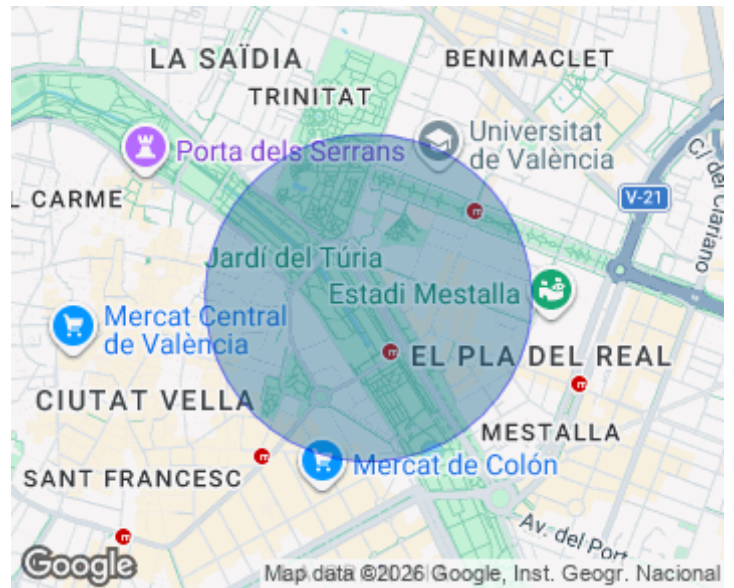 LA SAÏDIA
BENIMACLET
TRINITAT
Universitat
de València
Porta dels Serrans
C/ del Clariano
V-21
L CARME
Jardí del Túria
Estadi Mestalla
Mercat Central
de València
EL PLA DEL REAL
CIUTAT VELLA
MESTALLA
Mercat de Colón
SANT FRANCESC
Av. del Port
Google
Map data ©2026 Google, Inst. Geogr. Nacional